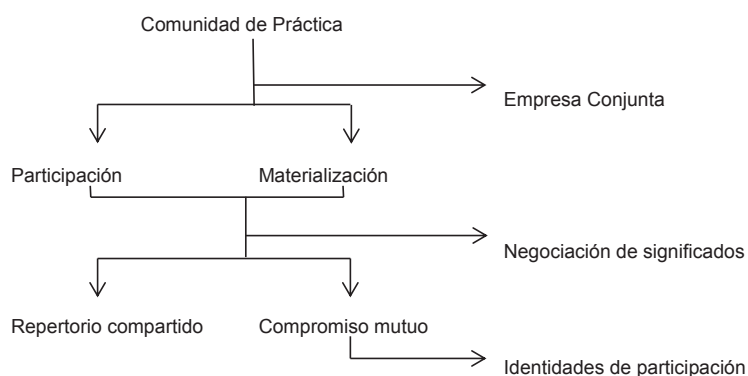 Comunidad de Práctica
Empresa Conjunta
Participación
Materialización
Negociación de significados
Repertorio compartido
Compromiso mutuo
Identidades de participación